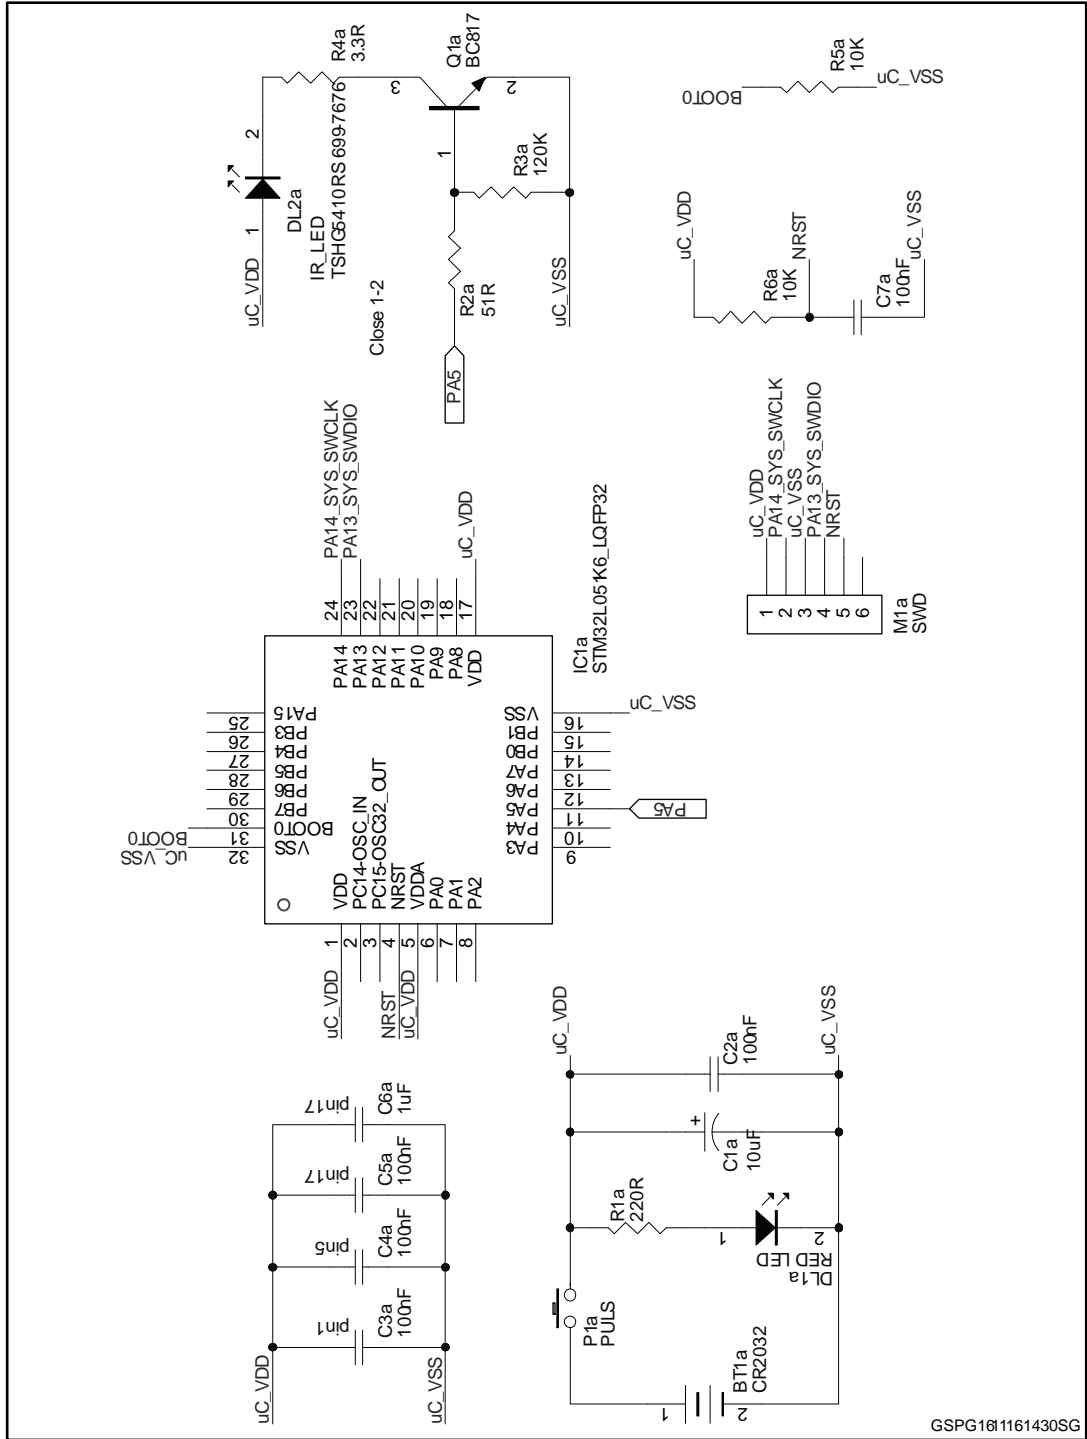 R4a
3.3R
Q1a
BC817
3
2
1
R3a
120K
R2a
51R
uC_VSS
PA5
2
1
DL2a
IR_LED
TSHG5410RS 699-7676
uC_VDD
Close 1-2
R5a
10K
BOOT0
uC_VSS
uC_VDD
R6a
10K
NRST
C7a
100nF
uC_VSS
uC_VDD
PA14_SYS_SWCLK
uC_VSS
PA13_SYS_SWDIO
NRST
1
2
3
4
5
6
M1a
SWD
PA14_SYS_SWCLK
PA13_SYS_SWDIO
uC_VDD
24
23
22
21
20
19
18
17
PA14
PA13
PA12
PA11
PA10
PA9
PA8
VDD
IC1a
STM32L051K6_LQFP32
25
26
27
28
29
30
31
32
PA15
PB3
PB4
PB5
PB6
PB7
BOOT0
VSS
BOOT0
uC_VSS
VSS
PB1
PB0
PA7
PA6
PA5
PA4
PA3
16
15
14
13
12
11
10
9
uC_VSS
PA5
VDD
PC14-OSC_IN
PC15-OSC32_OUT
NRST
VDDA
PA0
PA1
PA2
1
2
3
4
5
6
7
8
uC_VDD
NRST
uC_VDD
pin17
C6a
1uF
pin17
C5a
100nF
pin5
C4a
100nF
pin1
C3a
100nF
uC_VDD
uC_VSS
uC_VDD
uC_VSS
C2a
100nF
+
C1a
10uF
R1a
220R
1
2
DL1a
RED LED
P1a
PULS
BT1a
CR2032
1
2
GSPG1611161430SG